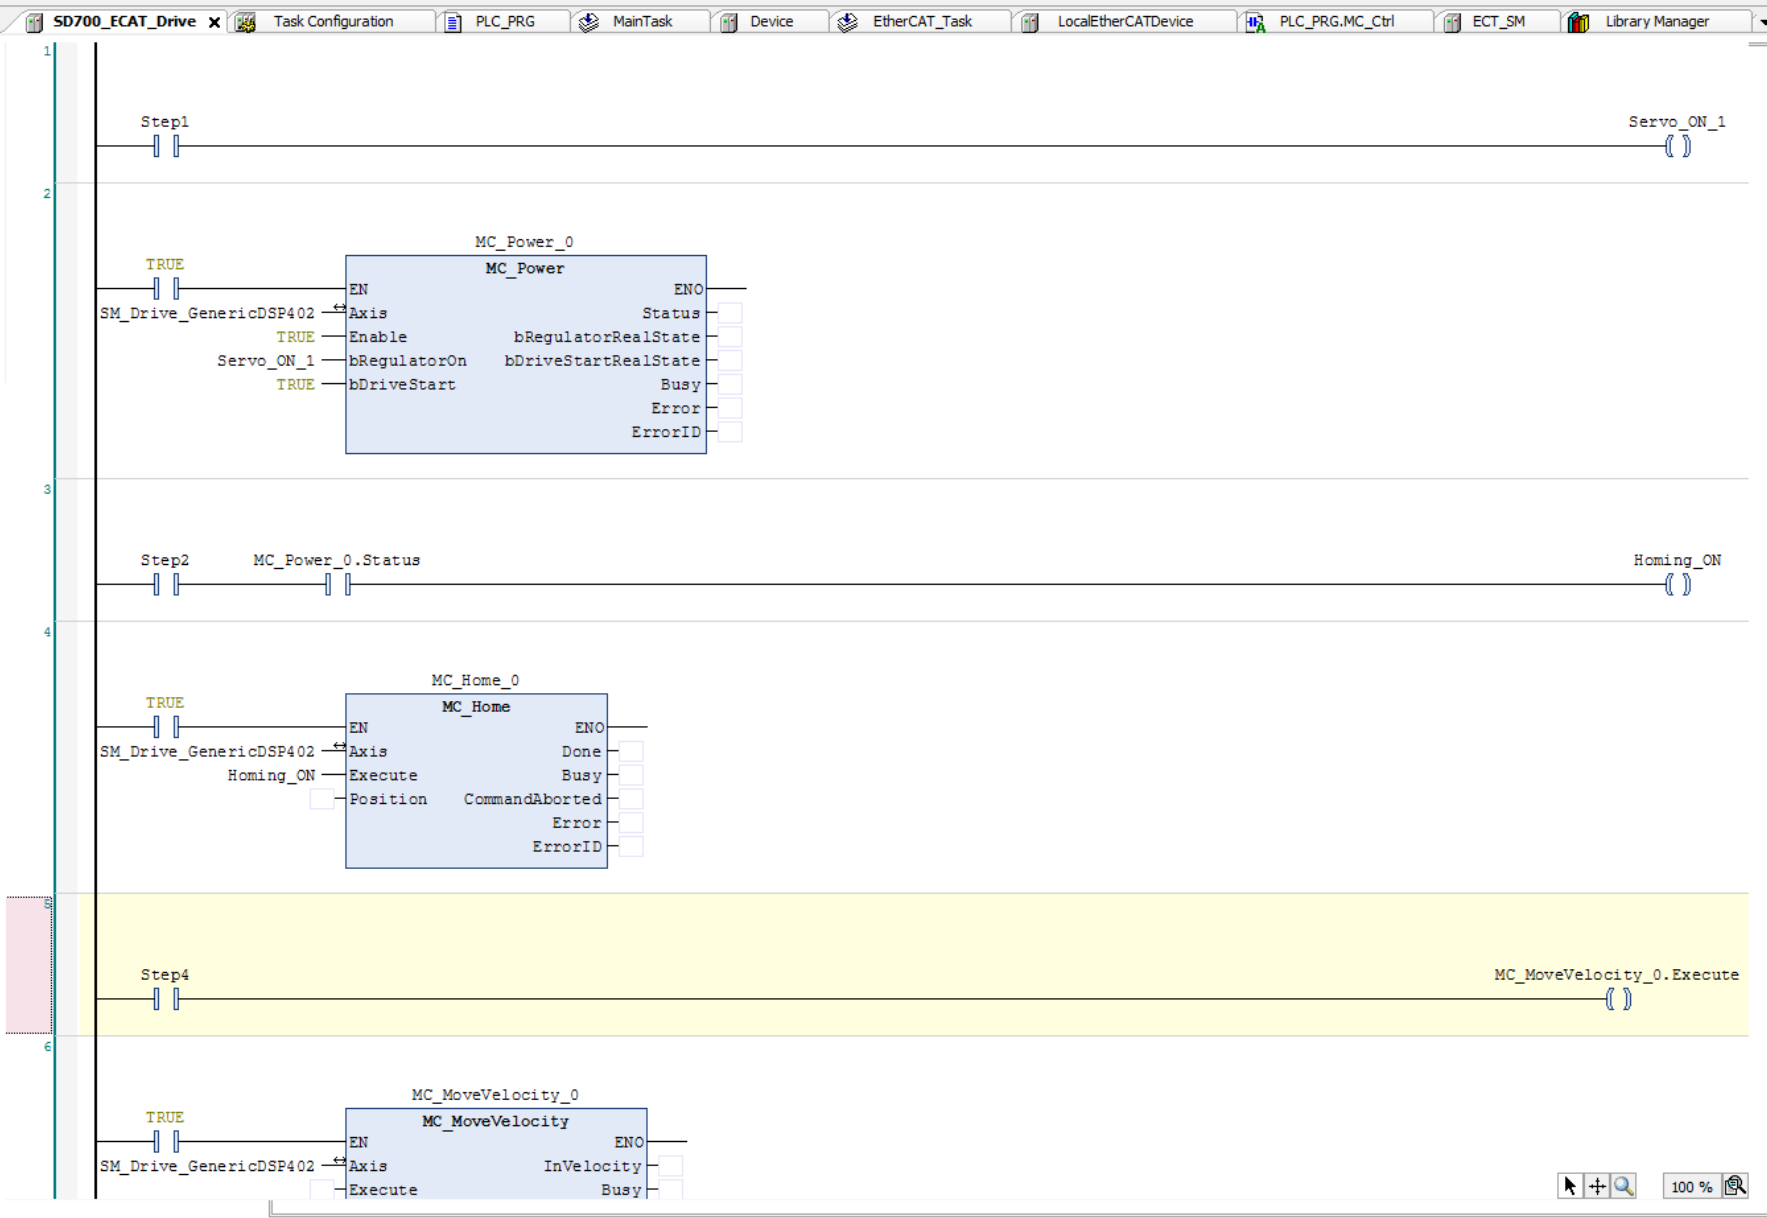 SD700_ECAT_Drive Task Configuration PLC_PRG MainTask Device EtherCAT_Task LocalEtherCATDevice PLC_PRG.MC_Ctrl ECT_SM Library Manager
1
Step1 Servo_ON_1
2
MC_Power_0
TRUE MC_Power
EN ENO
SM_Drive_GenericDSP402 Axis Status
TRUE Enable bRegulatorRealState
Servo_ON_1 bRegulatorOn bDriveStartRealState
TRUE bDriveStart Busy
Error
ErrorID
3
Step2 MC_Power_0.Status Homing_ON
4
MC_Home_0
TRUE MC_Home
EN ENO
SM_Drive_GenericDSP402 Axis Done
Homing_ON Execute Busy
Position CommandAborted
Error
ErrorID
5
Step4 MC_MoveVelocity_0.Execute
6
MC_MoveVelocity_0
TRUE MC_MoveVelocity
EN ENO
SM_Drive_GenericDSP402 Axis InVelocity
Execute Busy
100 %